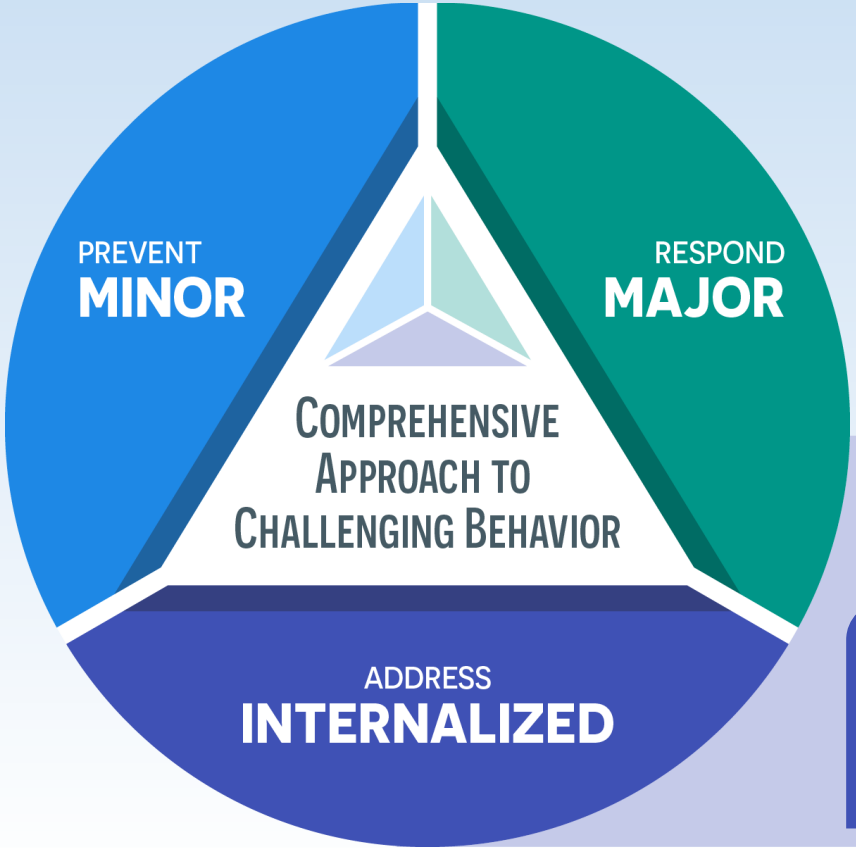 PREVENT
MINOR
RESPOND
MAJOR
COMPREHENSIVE
APPROACH TO
CHALLENGING BEHAVIOR
ADDRESS
INTERNALIZED